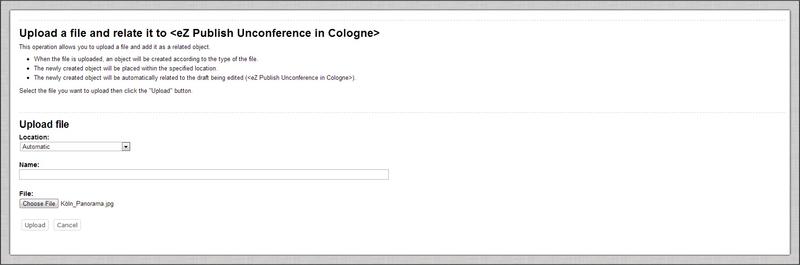 Upload a file and relate it to <eZ Publish Unconference in Cologne>
This operation allows you to upload a file and add it as a related object.
When the file is uploaded, an object will be created according to the type of the file.
The newly created object will be placed within the specified location.
The newly created object will be automatically related to the draft being edited (<eZ Publish Unconference in Cologne>).
Select the file you want to upload then click the "Upload" button.
Upload file
Location:
Automatic
Name:
File:
Choose File Köln_Panorama.jpg
Upload Cancel